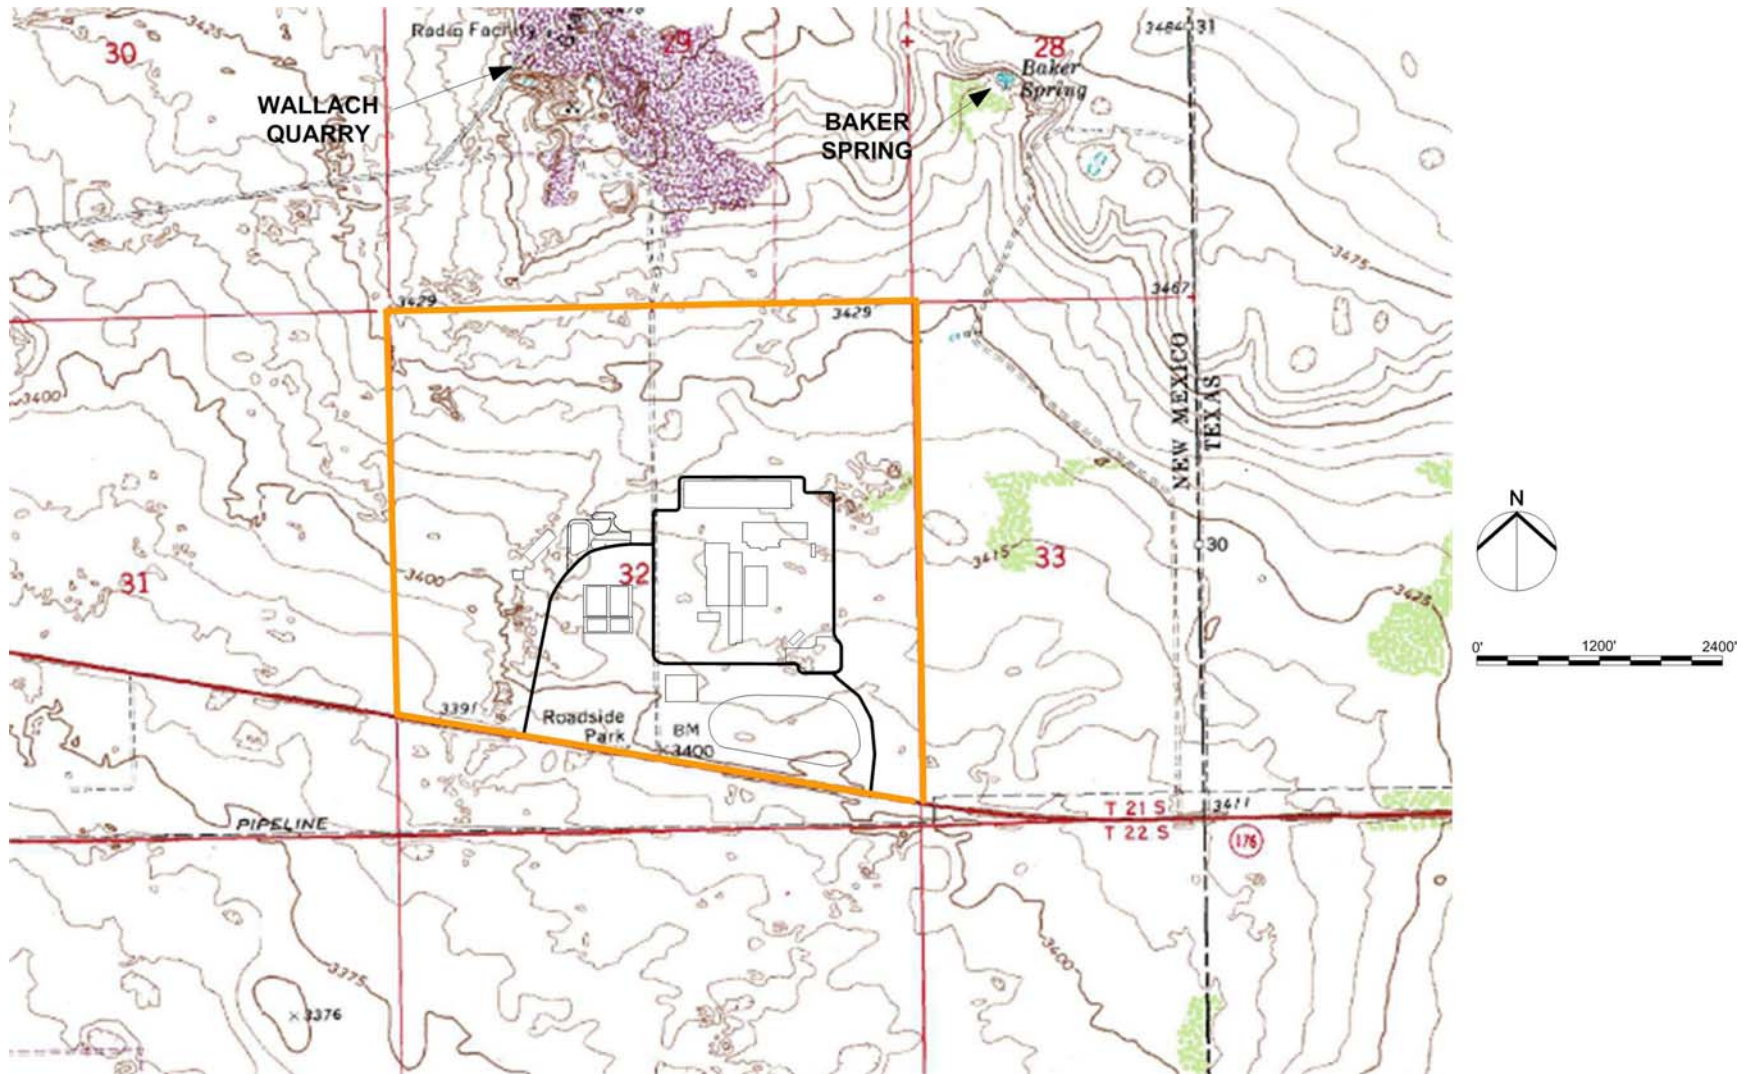 30
3425
Radio Facility
29
3484
31
28
Baker
Spring
WALLACH
QUARRY
BAKER
SPRING
3475
3429
3429
3467
NEW MEXICO
TEXAS
3400
N
3415
33
30
31
3400
32
3425
0' 1200' 2400'
3391
Roadside
Park
BM
3400
PIPELINE
T 21 S
T 22 S
3411
176
3400
3375
3376